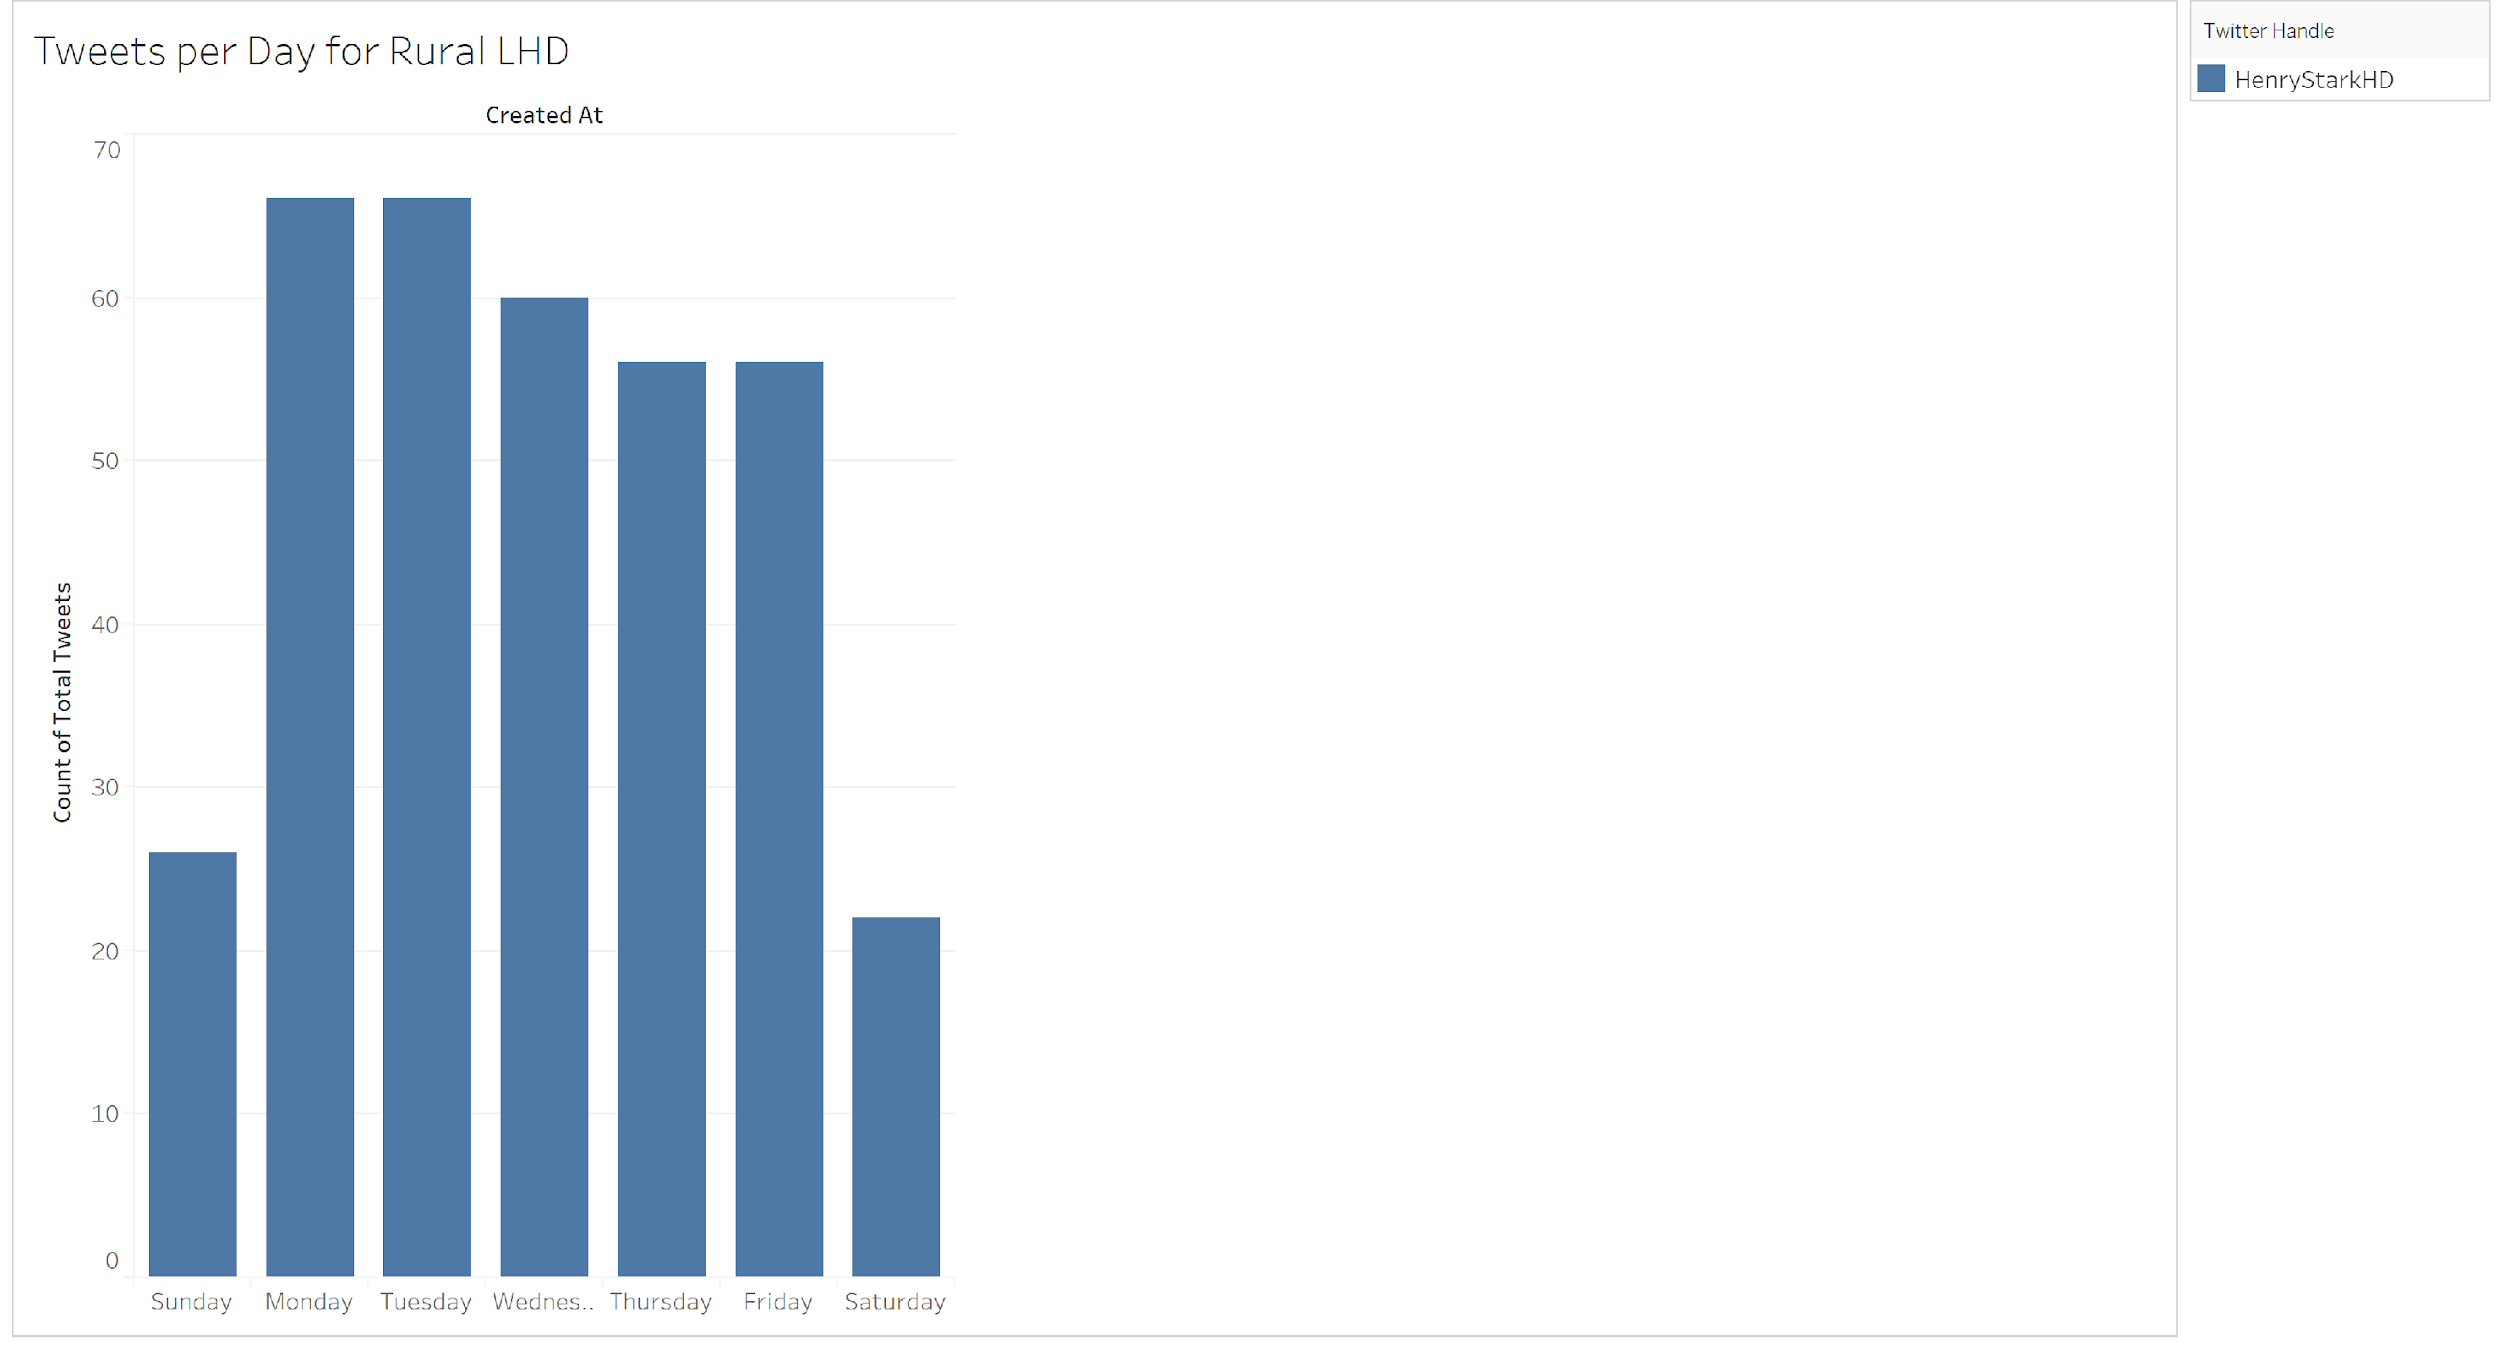 Tweets per Day for Rural LHD
Created At
70
60
50
40
30
20
10
0
Count of Total Tweets
Sunday Monday Tuesday Wednes.. Thursday Friday Saturday
Twitter Handle
HenryStarkHD